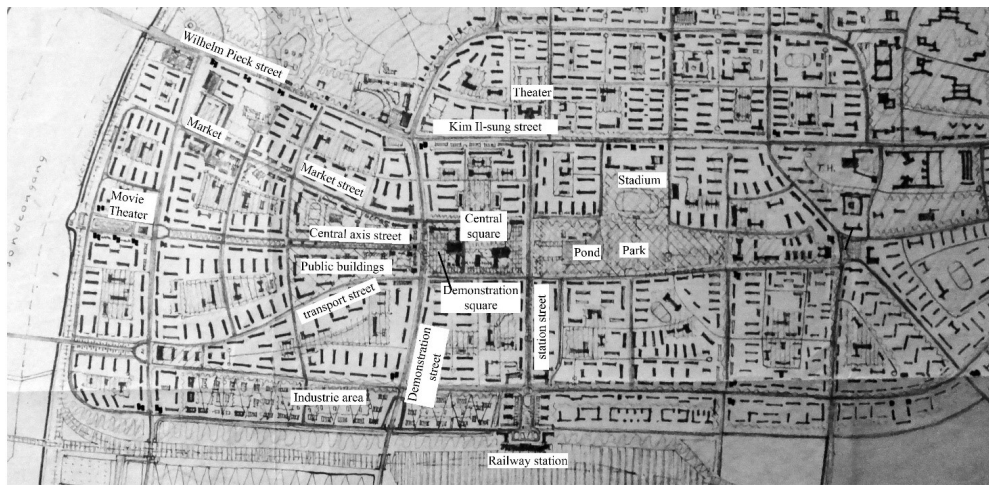 Wilhelm Pieck street
Theater
Kim Il-sung street
Market
Market street
Stadium
Movie
Theater
Central
square
Central axis street
Pond
Park
Public buildings
Demonstration
square
transport street
station street
Demonstration
street
Industrie area
Railway station